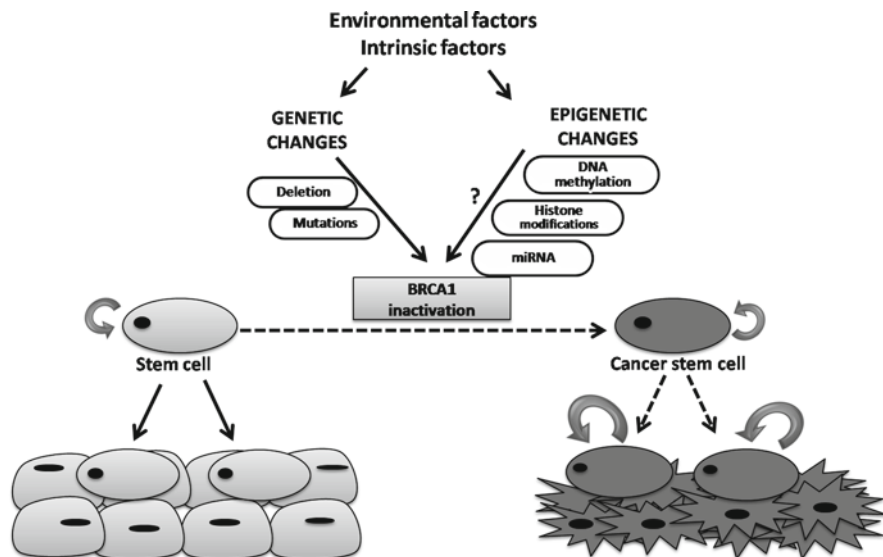 Environmental factors
Intrinsic factors
GENETIC
CHANGES
EPIGENETIC
CHANGES
Deletion
Mutations
?
DNA
methylation
Histone
modifications
miRNA
BRCA1
inactivation
Stem cell
Cancer stem cell